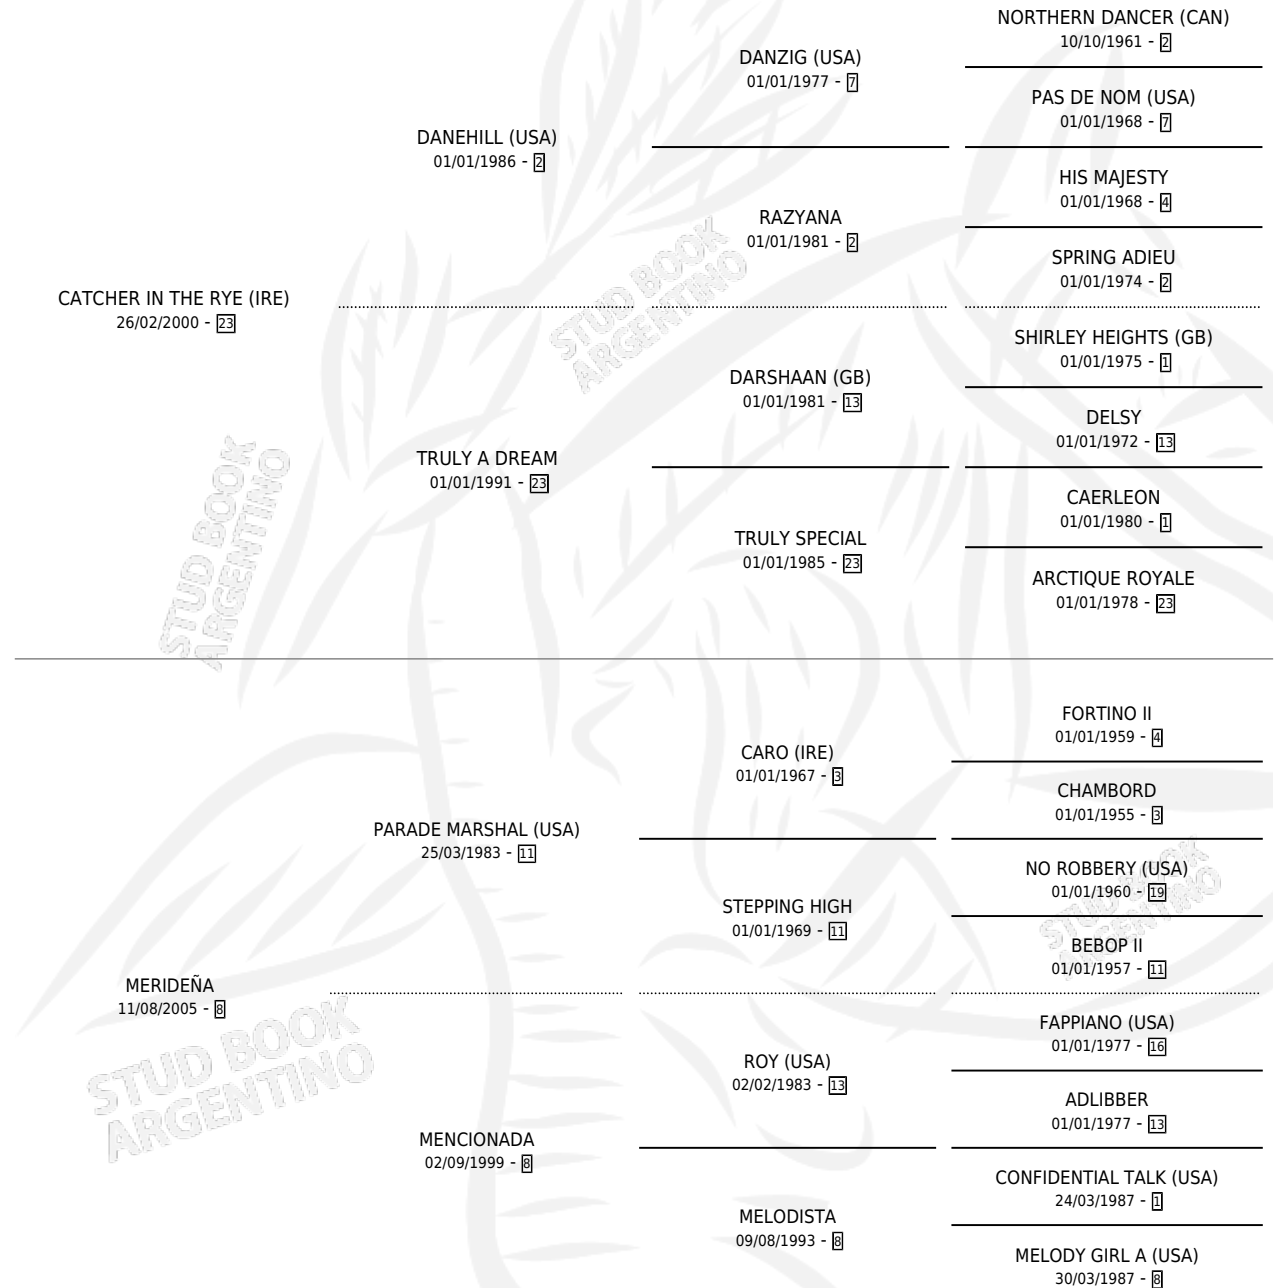 NORTHERN DANCER (CAN)
10/10/1961 - 2
DANZIG (USA)
01/01/1977 - 7
PAS DE NOM (USA)
01/01/1968 - 7
DANEHILL (USA)
01/01/1986 - 2
HIS MAJESTY
01/01/1968 - 4
RAZYANA
01/01/1981 - 2
SPRING ADIEU
01/01/1974 - 2
CATCHER IN THE RYE (IRE)
26/02/2000 - 23
SHIRLEY HEIGHTS (GB)
01/01/1975 - 1
DARSHAAN (GB)
01/01/1981 - 13
DELSY
01/01/1972 - 13
TRULY A DREAM
01/01/1991 - 23
CAERLEON
01/01/1980 - 1
TRULY SPECIAL
01/01/1985 - 23
ARCTIQUE ROYALE
01/01/1978 - 23
FORTINO II
01/01/1959 - 4
CARO (IRE)
01/01/1967 - 3
CHAMBORD
01/01/1955 - 3
PARADE MARSHAL (USA)
25/03/1983 - 11
NO ROBBERY (USA)
01/01/1960 - 19
STEPPING HIGH
01/01/1969 - 11
BEBOP II
01/01/1957 - 11
MERIDEÑA
11/08/2005 - 8
FAPPIANO (USA)
01/01/1977 - 16
ROY (USA)
02/02/1983 - 13
ADLIBBER
01/01/1977 - 13
MENCIONADA
02/09/1999 - 8
CONFIDENTIAL TALK (USA)
24/03/1987 - 1
MELODISTA
09/08/1993 - 8
MELODY GIRL A (USA)
30/03/1987 - 8
STUD BOOK
ARGENTINO
STUD BOOK
ARGENTINO
STUD BOOK
ARGENTINO
STUD BOOK
ARGENTINO